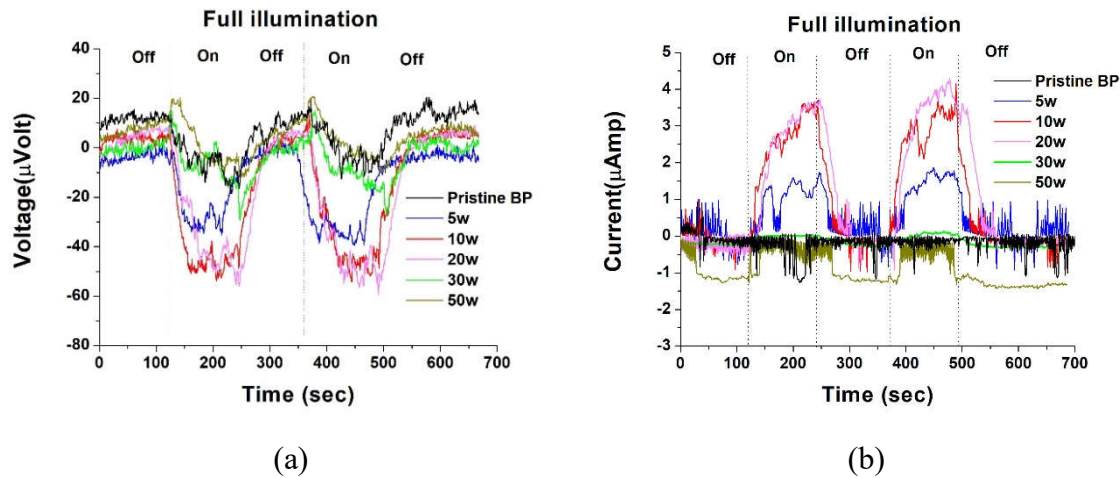 Full illumination
Off On Off On Off
Voltage(μVolt)
40
20
0
-20
-40
-60
-80
Pristine BP
5w
10w
20w
30w
50w
0 100 200 300 400 500 600 700
Time (sec)
(a)
Full illumination
Off On Off On Off
Current(μAmp)
5
4
3
2
1
0
-1
-2
-3
Pristine BP
5w
10w
20w
30w
50w
0 100 200 300 400 500 600 700
Time (sec)
(b)